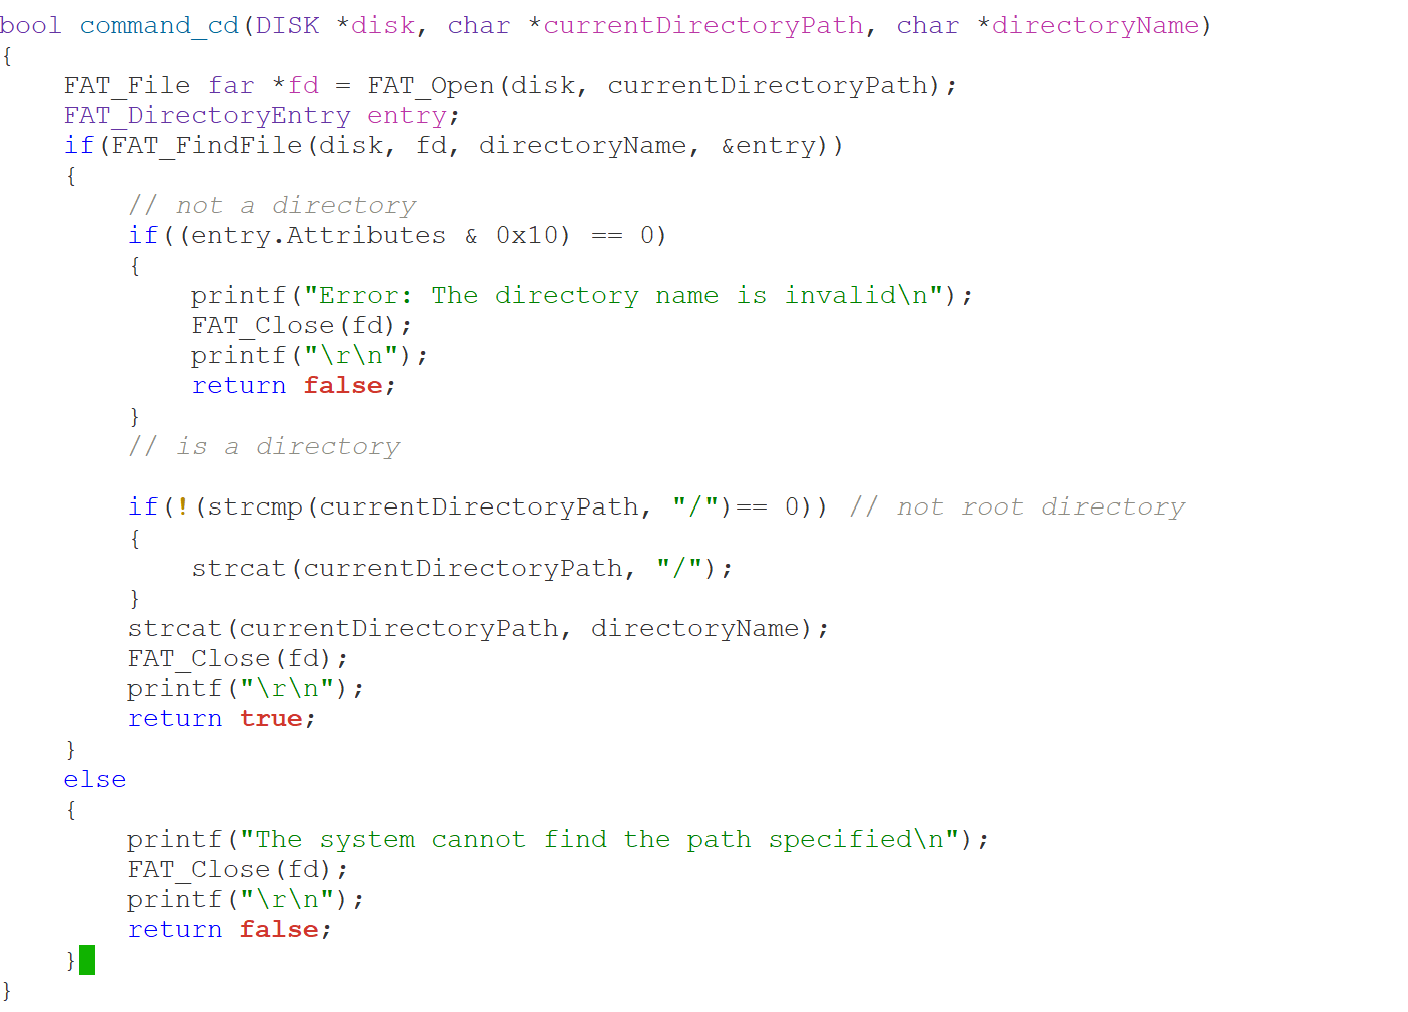 bool command_cd(DISK *disk, char *currentDirectoryPath, char *directoryName)
{
    FAT_File far *fd = FAT_Open(disk, currentDirectoryPath);
    FAT_DirectoryEntry entry;
    if(FAT_FindFile(disk, fd, directoryName, &entry))
    {
        // not a directory
        if((entry.Attributes & 0x10) == 0)
        {
            printf("Error: The directory name is invalid\n");
            FAT_Close(fd);
            printf("\r\n");
            return false;
        }
        // is a directory

        if(!(strcmp(currentDirectoryPath, "/")== 0)) // not root directory
        {
            strcat(currentDirectoryPath, "/");
        }
        strcat(currentDirectoryPath, directoryName);
        FAT_Close(fd);
        printf("\r\n");
        return true;
    }
    else
    {
        printf("The system cannot find the path specified\n");
        FAT_Close(fd);
        printf("\r\n");
        return false;
    }
}